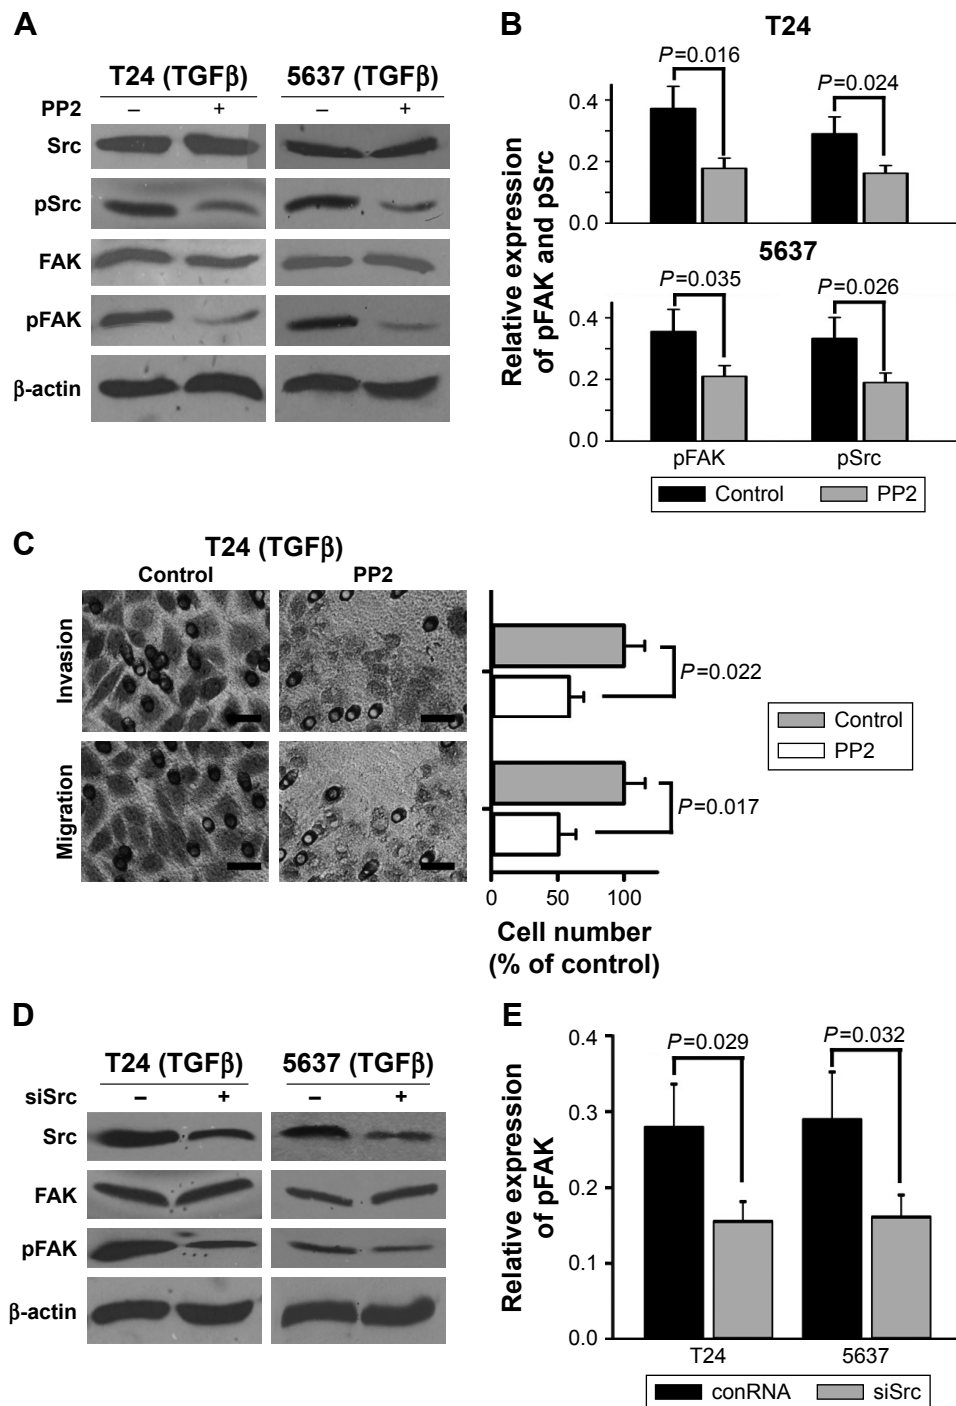 A
T24 (TGFβ) 5637 (TGFβ)
PP2 – + – +
Src
pSrc
FAK
pFAK
β-actin
B
T24
Relative expression
of pFAK and pSrc
P=0.016
P=0.024
0.4
0.2
0.0
5637
P=0.035
P=0.026
0.4
0.2
0.0
pFAK pSrc
Control PP2
C
T24 (TGFβ)
Control PP2
Invasion
Migration
P=0.022
P=0.017
Control
PP2
0 50 100
Cell number
(% of control)
D
T24 (TGFβ) 5637 (TGFβ)
siSrc – + – +
Src
FAK
pFAK
β-actin
E
Relative expression
of pFAK
0.4
0.3
0.2
0.1
0.0
P=0.029
P=0.032
T24 5637
conRNA siSrc